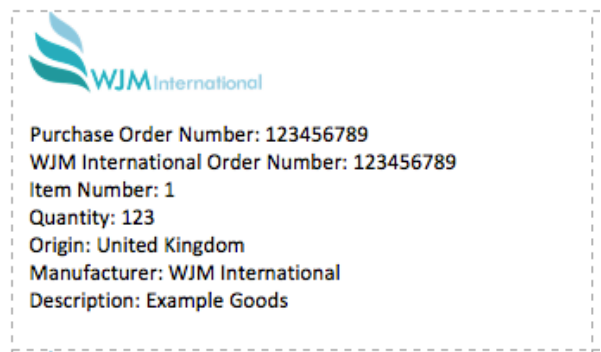 WJM International
Purchase Order Number: 123456789
WJM International Order Number: 123456789
Item Number: 1
Quantity: 123
Origin: United Kingdom
Manufacturer: WJM International
Description: Example Goods